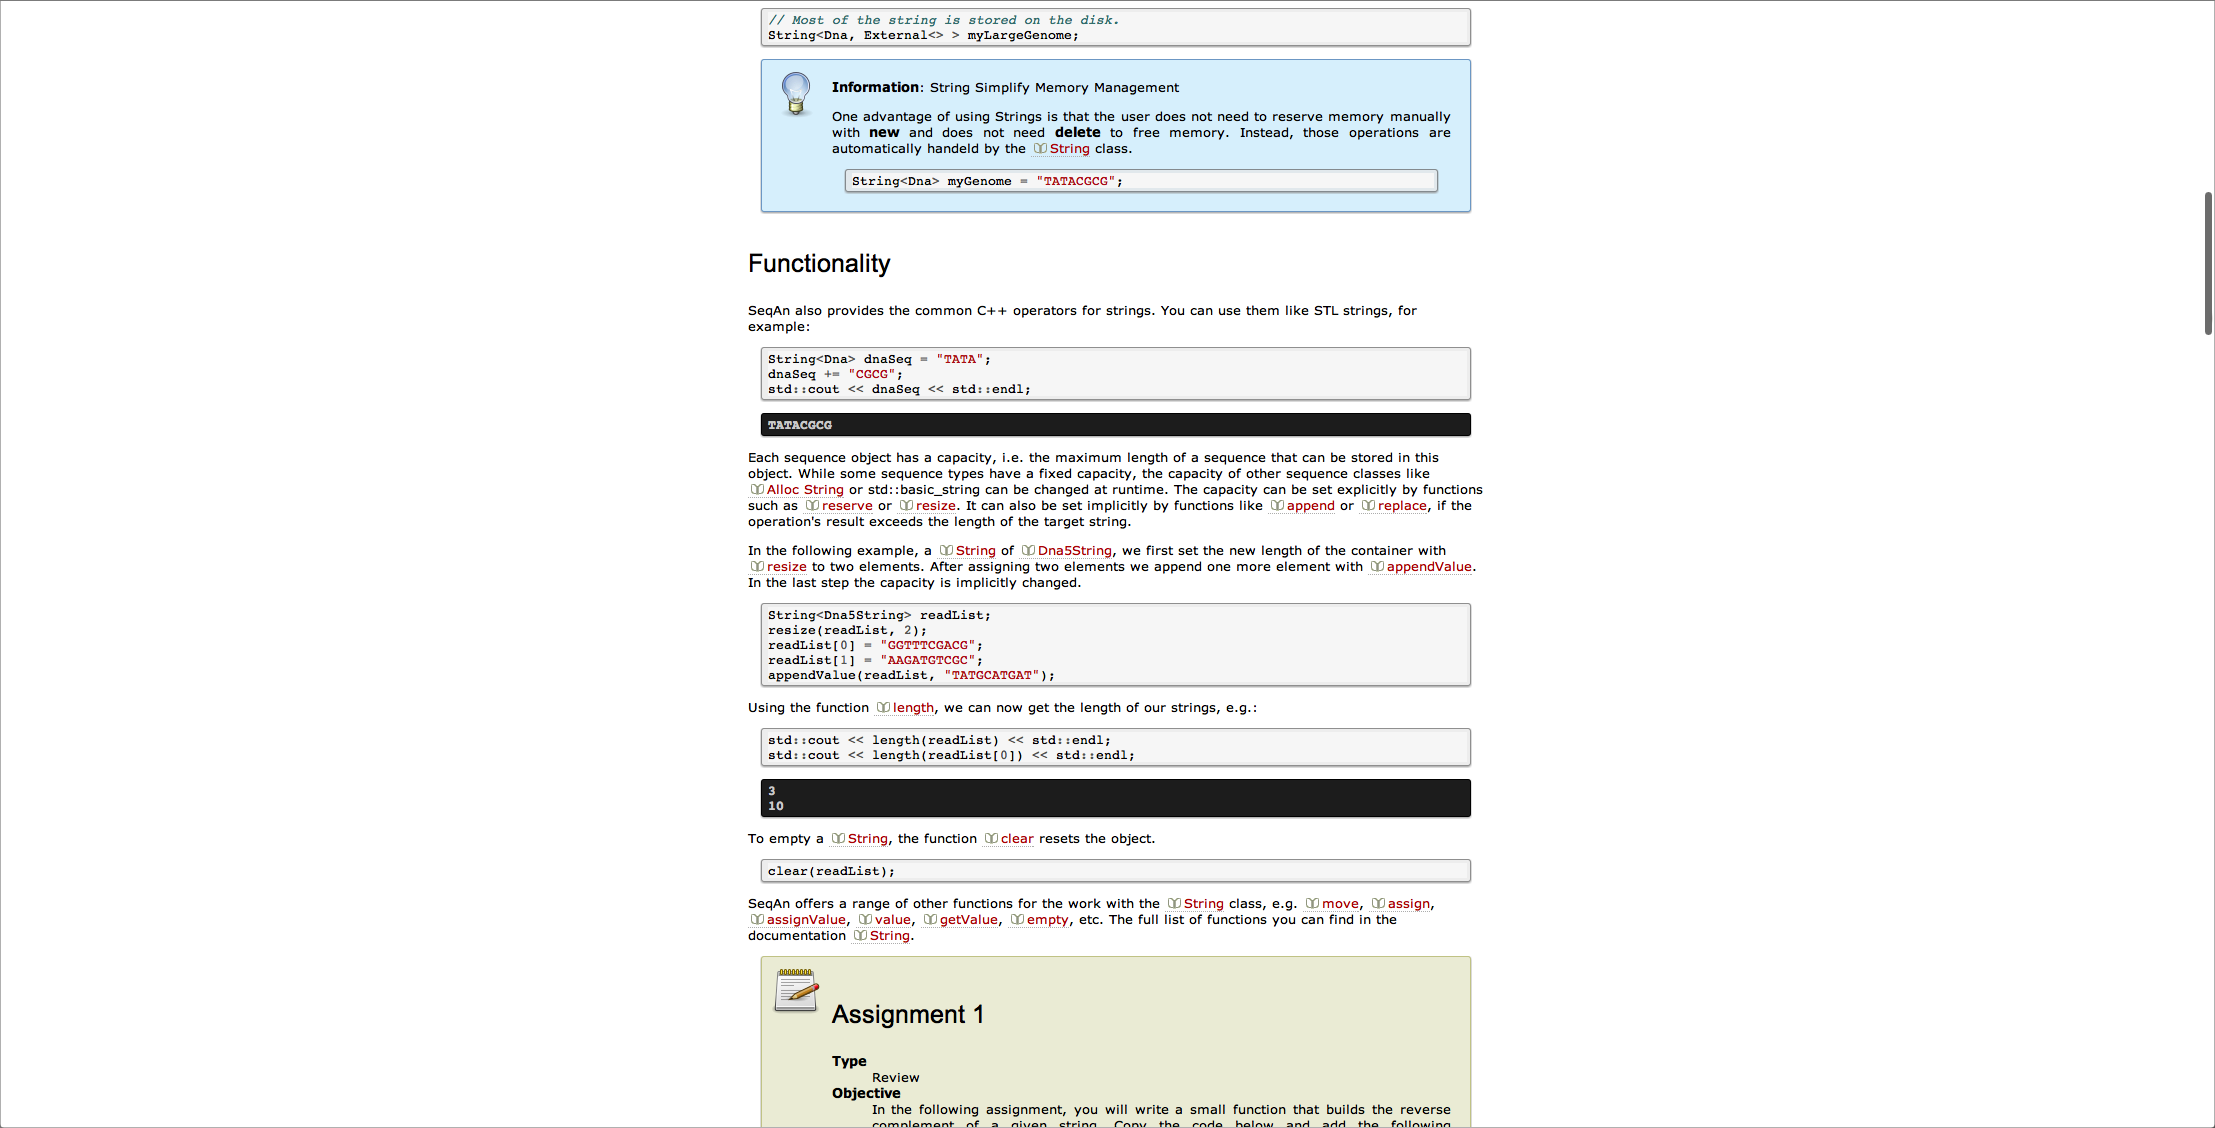 // Most of the string is stored on the disk.
String<Dna, External<> > myLargeGenome;
Information: String Simplify Memory Management
One advantage of using Strings is that the user does not need to reserve memory manually
with new and does not need delete to free memory. Instead, those operations are
automatically handeld by the String class.
String<Dna> myGenome = "TATACGCG";
Functionality
SeqAn also provides the common C++ operators for strings. You can use them like STL strings, for
example:
String<Dna> dnaSeq = "TATA";
dnaSeq += "CGCG";
std::cout << dnaSeq << std::endl;
TATACGCG
Each sequence object has a capacity, i.e. the maximum length of a sequence that can be stored in this
object. While some sequence types have a fixed capacity, the capacity of other sequence classes like
Alloc String or std::basic_string can be changed at runtime. The capacity can be set explicitly by functions
such as reserve or resize. It can also be set implicitly by functions like append or replace, if the
operation's result exceeds the length of the target string.
In the following example, a String of Dna5String, we first set the new length of the container with
resize to two elements. After assigning two elements we append one more element with appendValue.
In the last step the capacity is implicitly changed.
String<Dna5String> readList;
resize(readList, 2);
readList[0] = "GGTTTCGACG";
readList[1] = "AAGATGTCGC";
appendValue(readList, "TATGCATGAT");
Using the function length, we can now get the length of our strings, e.g.:
std::cout << length(readList) << std::endl;
std::cout << length(readList[0]) << std::endl;
3
10
To empty a String, the function clear resets the object.
clear(readList);
SeqAn offers a range of other functions for the work with the String class, e.g. move, assign,
assignValue, value, getValue, empty, etc. The full list of functions you can find in the
documentation String.
Assignment 1
Type
Review
Objective
In the following assignment, you will write a small function that builds the reverse
complement of a given string. Copy the code below and add the following